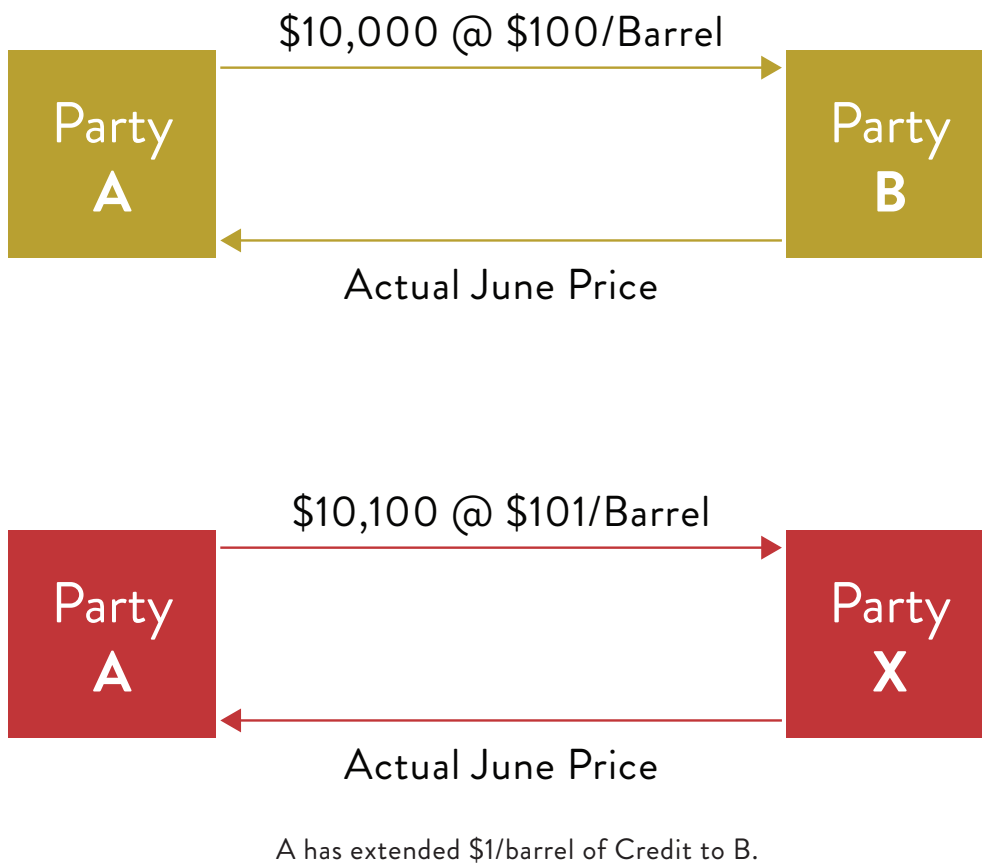 $10,000 @ $100/Barrel
Party
A
Party
B
Actual June Price
$10,100 @ $101/Barrel
Party
A
Party
X
Actual June Price
A has extended $1/barrel of Credit to B.